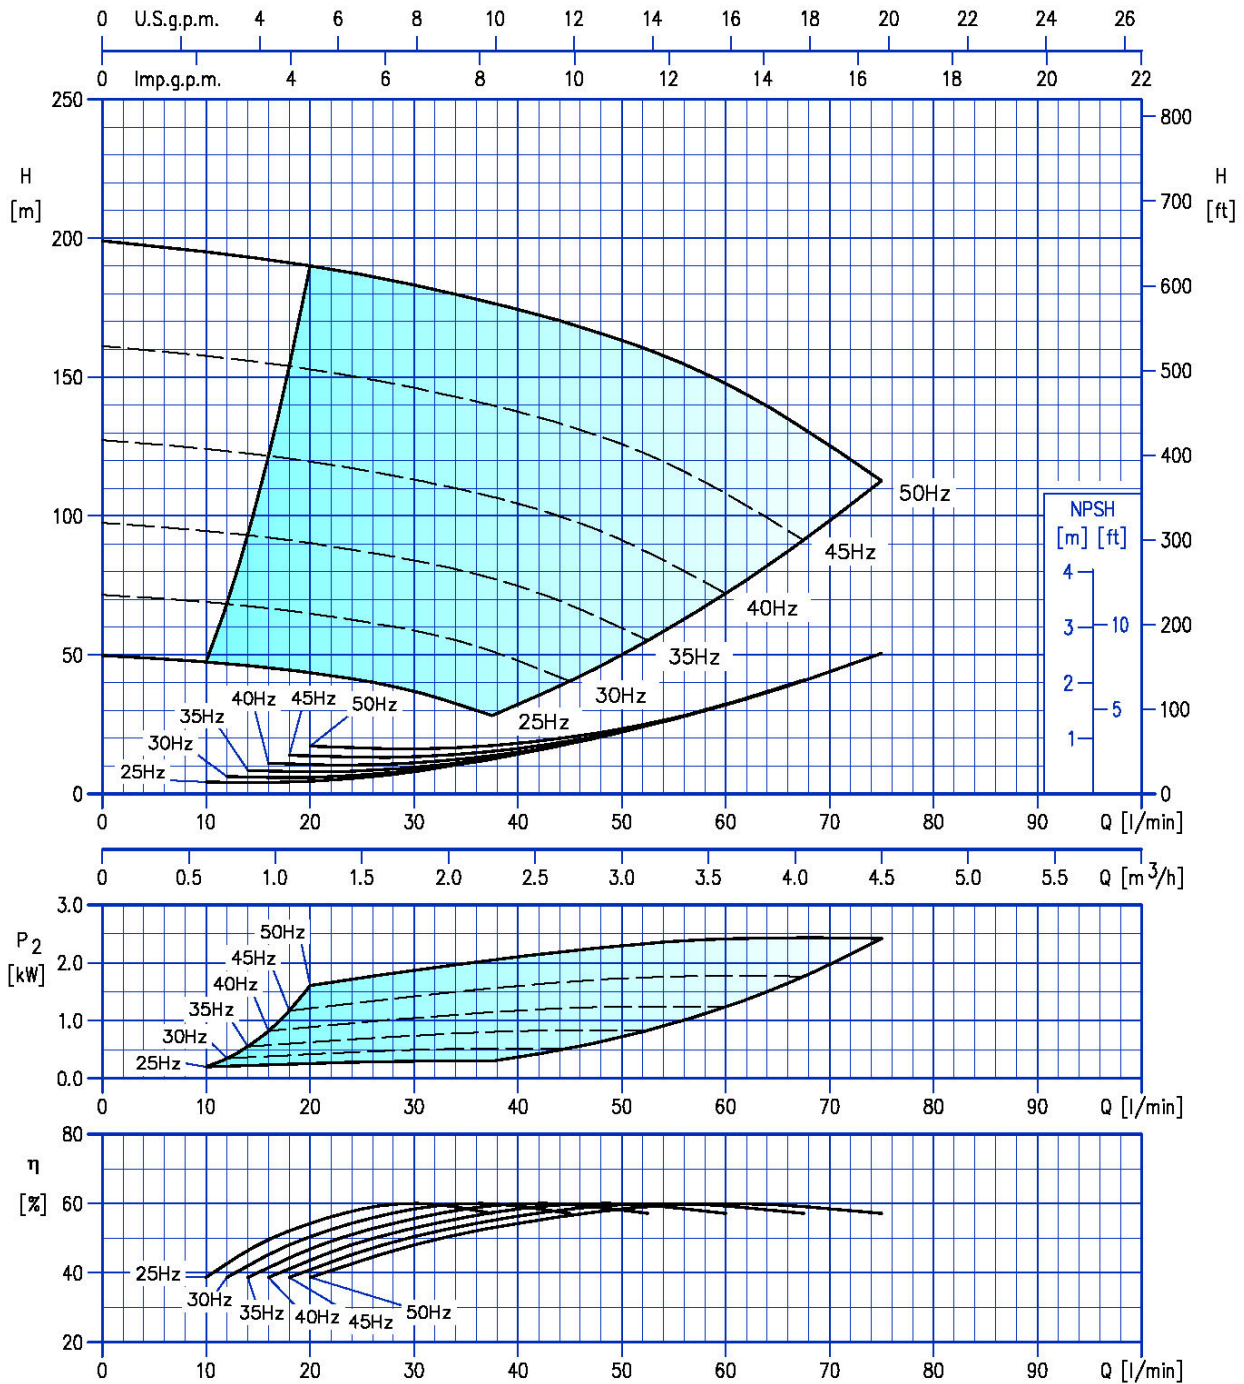 0 U.S.g.p.m. 4 6 8 10 12 14 16 18 20 22 24 26
0 Imp.g.p.m. 4 6 8 10 12 14 16 18 20 22
250 800
H H
[m] [ft]
700
200
600
150 500
400
50Hz
NPSH
100 [m] [ft]
45Hz 300
4
40Hz
3 10 200
35Hz
50
30Hz 2
40Hz 45Hz 50Hz
25Hz 5 100
35Hz
30Hz 1
25Hz
0 0
0 10 20 30 40 50 60 70 80 90 Q [l/min]
0 0.5 1.0 1.5 2.0 2.5 3.0 3.5 4.0 4.5 5.0 5.5 Q [m³/h]
3.0
P2
[kW]
50Hz
45Hz
2.0
40Hz
35Hz
1.0
30Hz
25Hz
0.0
0 10 20 30 40 50 60 70 80 90 Q [l/min]
80
η
[%]
60
40
25Hz
30Hz 35Hz 40Hz 45Hz 50Hz
20
0 10 20 30 40 50 60 70 80 90 Q [l/min]